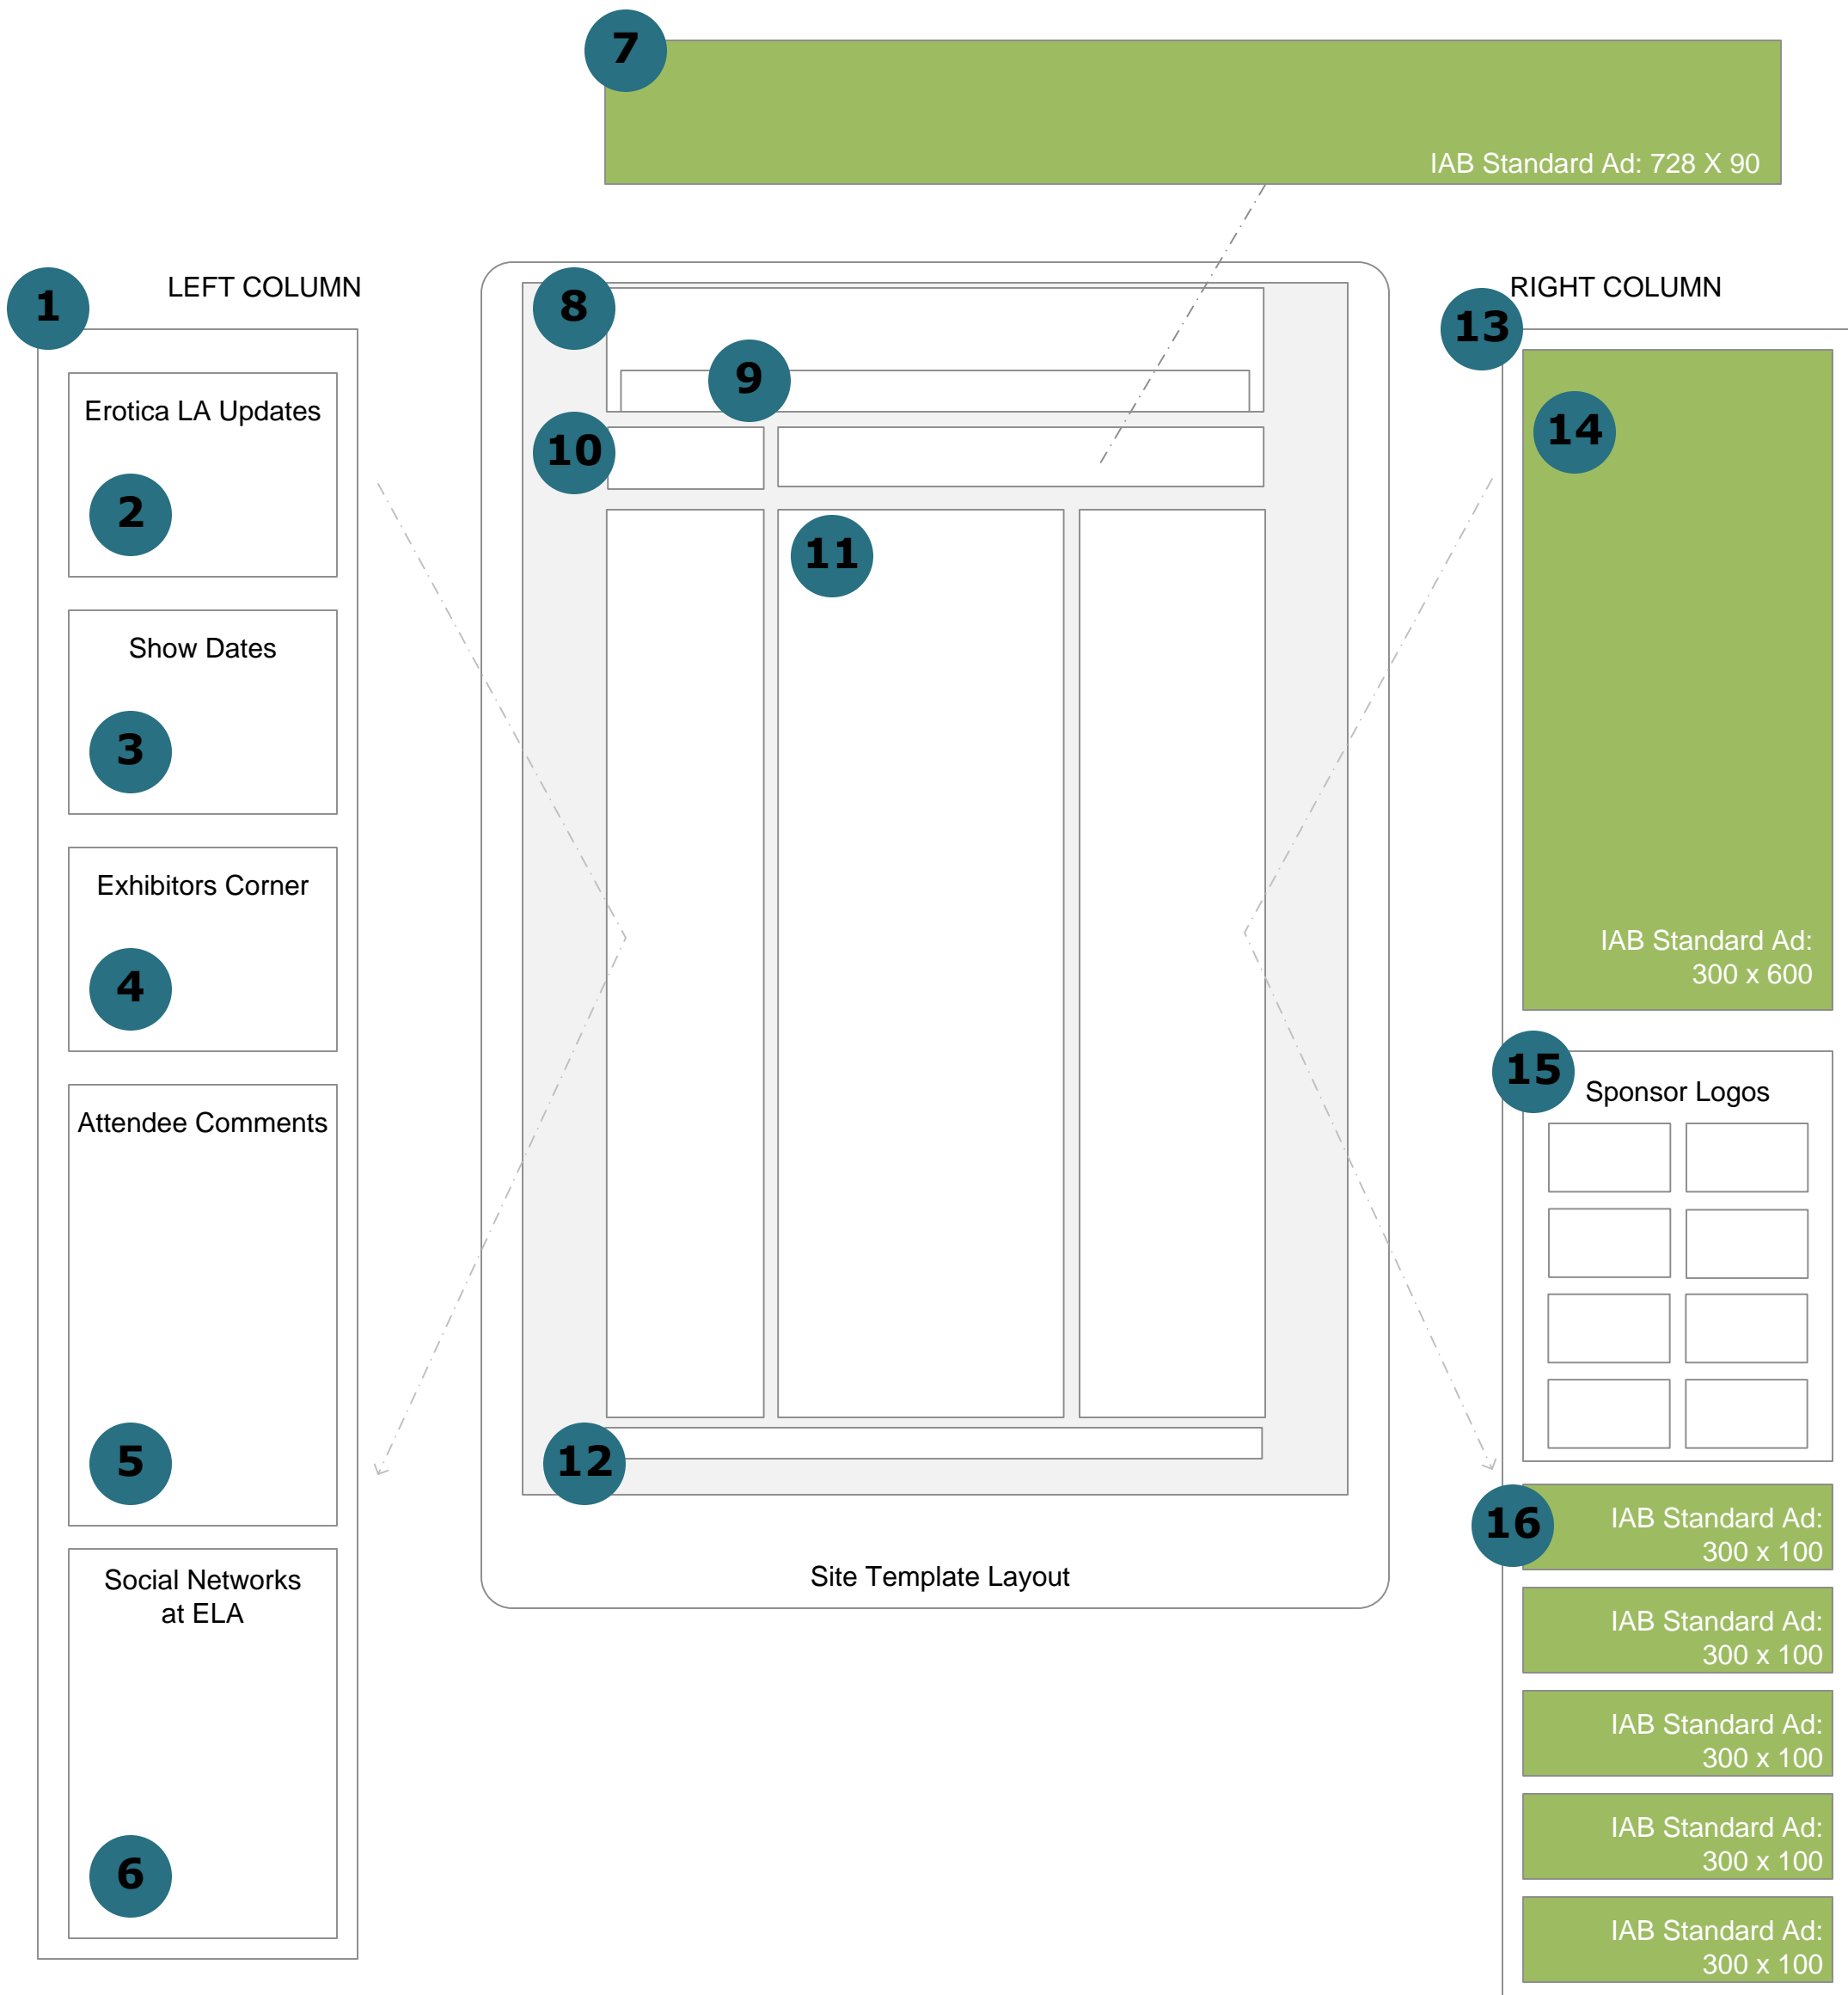 7
IAB Standard Ad: 728 X 90
1
LEFT COLUMN
Erotica LA Updates
2
Show Dates
3
Exhibitors Corner
4
Attendee Comments
5
Social Networks
at ELA
6
8
9
10
11
12
Site Template Layout
RIGHT COLUMN
13
14
IAB Standard Ad:
300 x 600
15
Sponsor Logos
16
IAB Standard Ad:
300 x 100
IAB Standard Ad:
300 x 100
IAB Standard Ad:
300 x 100
IAB Standard Ad:
300 x 100
IAB Standard Ad:
300 x 100